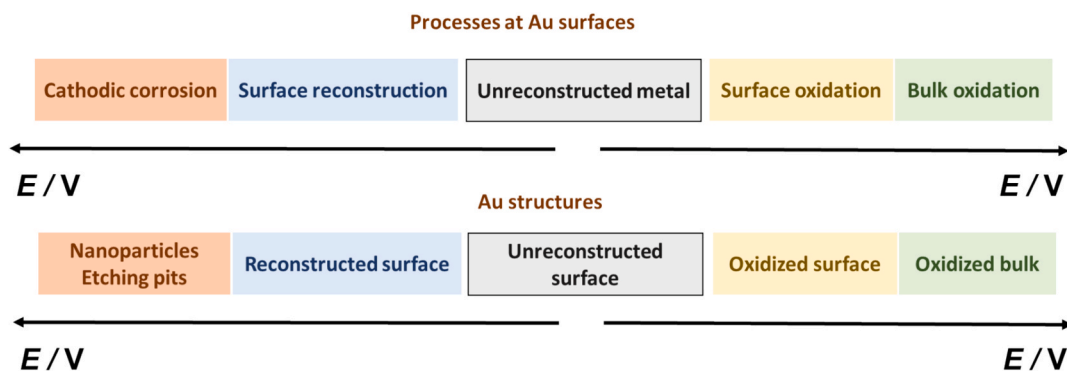 Processes at Au surfaces
Cathodic corrosion Surface reconstruction Unreconstructed metal Surface oxidation Bulk oxidation
E / V E / V
Au structures
Nanoparticles
Etching pits
Reconstructed surface
Unreconstructed
surface
Oxidized surface
Oxidized bulk
E / V E / V